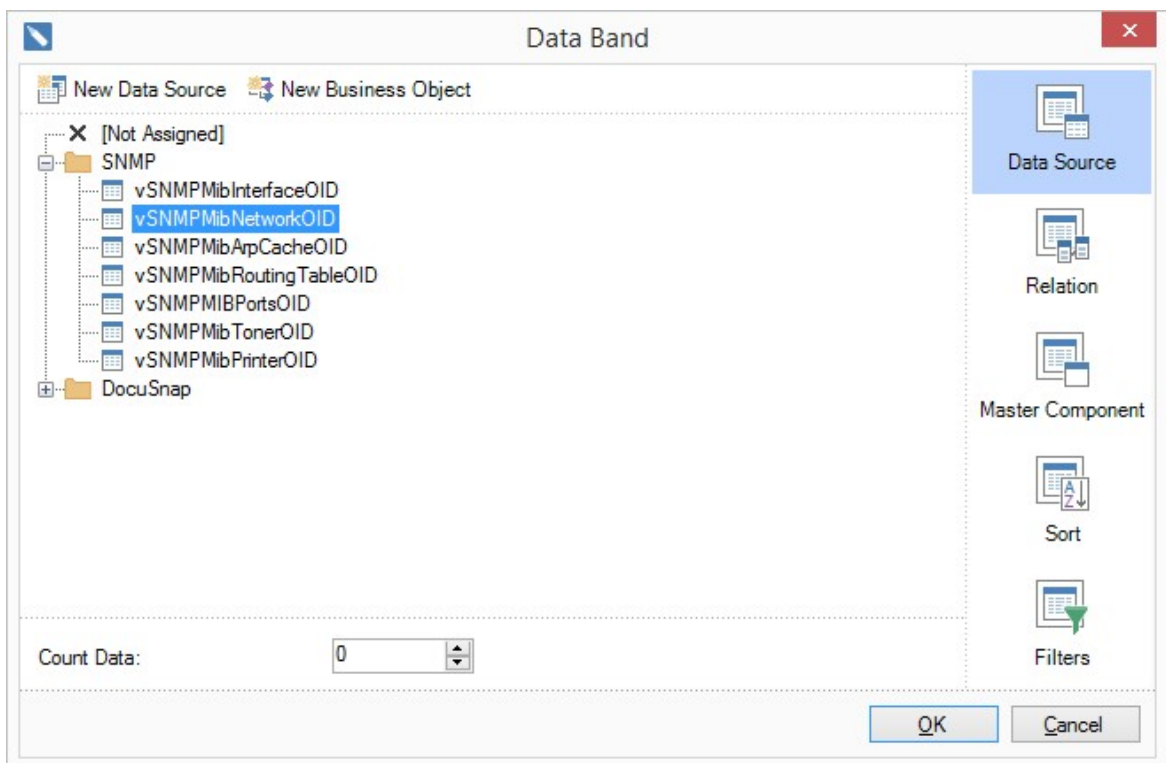 Data Band
New Data Source New Business Object
[Not Assigned]
SNMP
vSNMPMibInterfaceOID
vSNMPMibNetworkOID
vSNMPMibArpCacheOID
vSNMPMibRoutingTableOID
vSNMPMIBPortsOID
vSNMPMibTonerOID
vSNMPMibPrinterOID
DocuSnap
Count Data: 0
Data Source
Relation
Master Component
Sort
Filters
OK Cancel